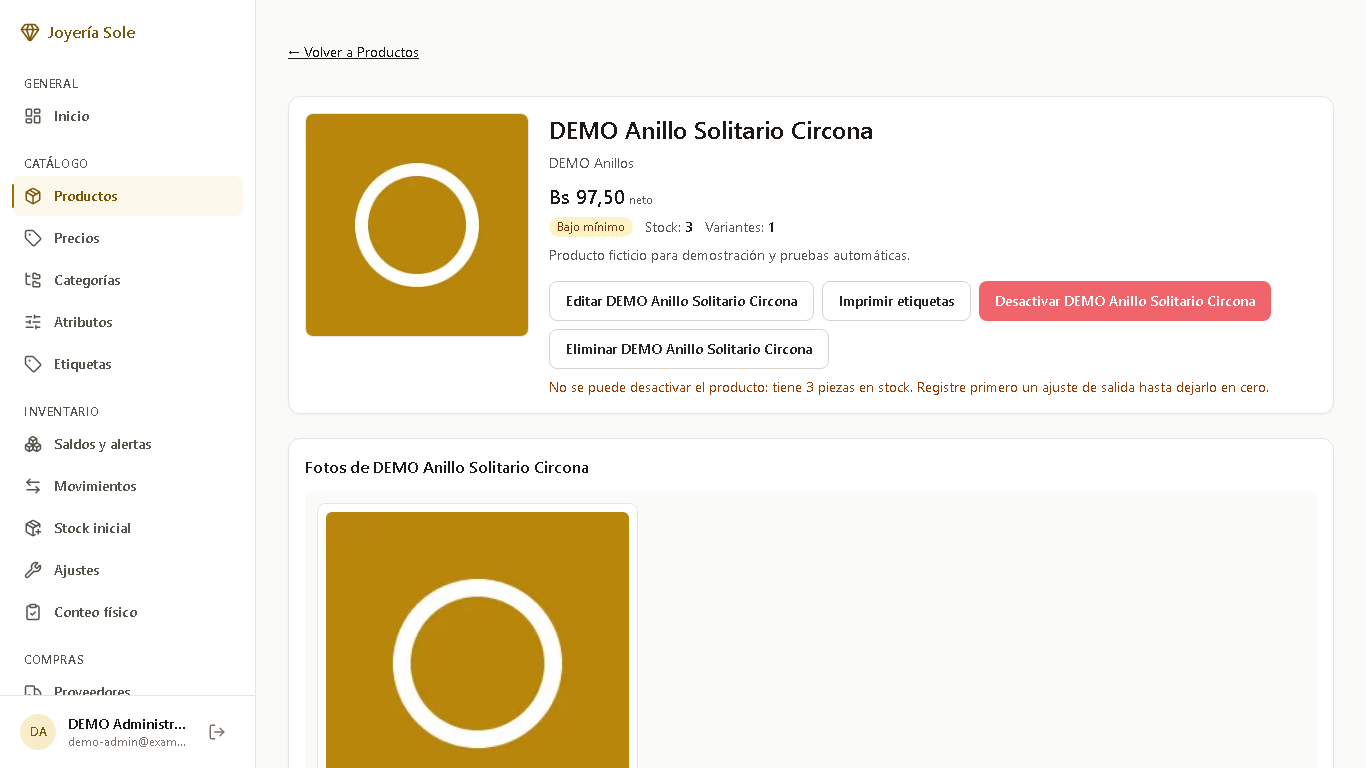 Joyería Sole
GENERAL
Inicio
CATÁLOGO
Productos
Precios
Categorías
Atributos
Etiquetas
INVENTARIO
Saldos y alertas
Movimientos
Stock inicial
Ajustes
Conteo físico
COMPRAS
Proveedores
DA
DEMO Administr...
demo-admin@exam...
← Volver a Productos
DEMO Anillo Solitario Circona
DEMO Anillos
Bs 97,50 neto
Bajo mínimo Stock: 3 Variantes: 1
Producto ficticio para demostración y pruebas automáticas.
Editar DEMO Anillo Solitario Circona Imprimir etiquetas Desactivar DEMO Anillo Solitario Circona
Eliminar DEMO Anillo Solitario Circona
No se puede desactivar el producto: tiene 3 piezas en stock. Registre primero un ajuste de salida hasta dejarlo en cero.
Fotos de DEMO Anillo Solitario Circona